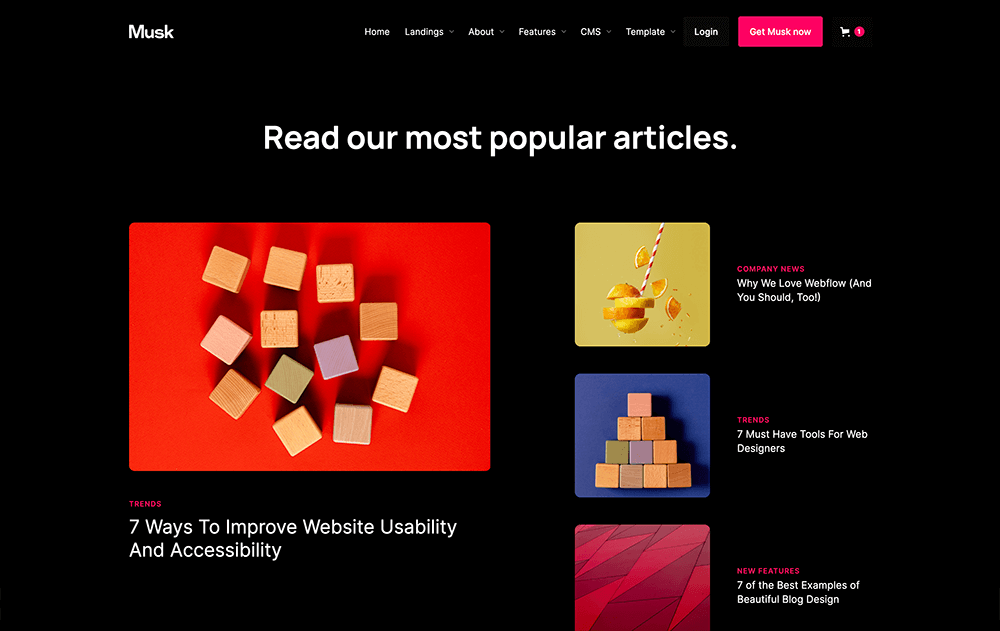 Musk
Home Landings About Features CMS Template Login Get Musk now 1
Read our most popular articles.
TRENDS
7 Ways To Improve Website Usability
And Accessibility
COMPANY NEWS
Why We Love Webflow (And
You Should, Too!)
TRENDS
7 Must Have Tools For Web
Designers
NEW FEATURES
7 of the Best Examples of
Beautiful Blog Design